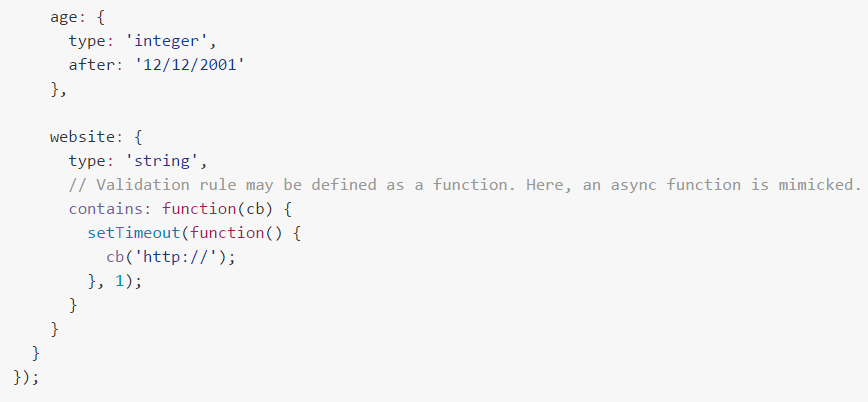 age: {
type: 'integer',
after: '12/12/2001'
},
website: {
type: 'string',
// Validation rule may be defined as a function. Here, an async function is mimicked.
contains: function(cb) {
setTimeout(function() {
cb('http://');
}, 1);
}
}
}
});